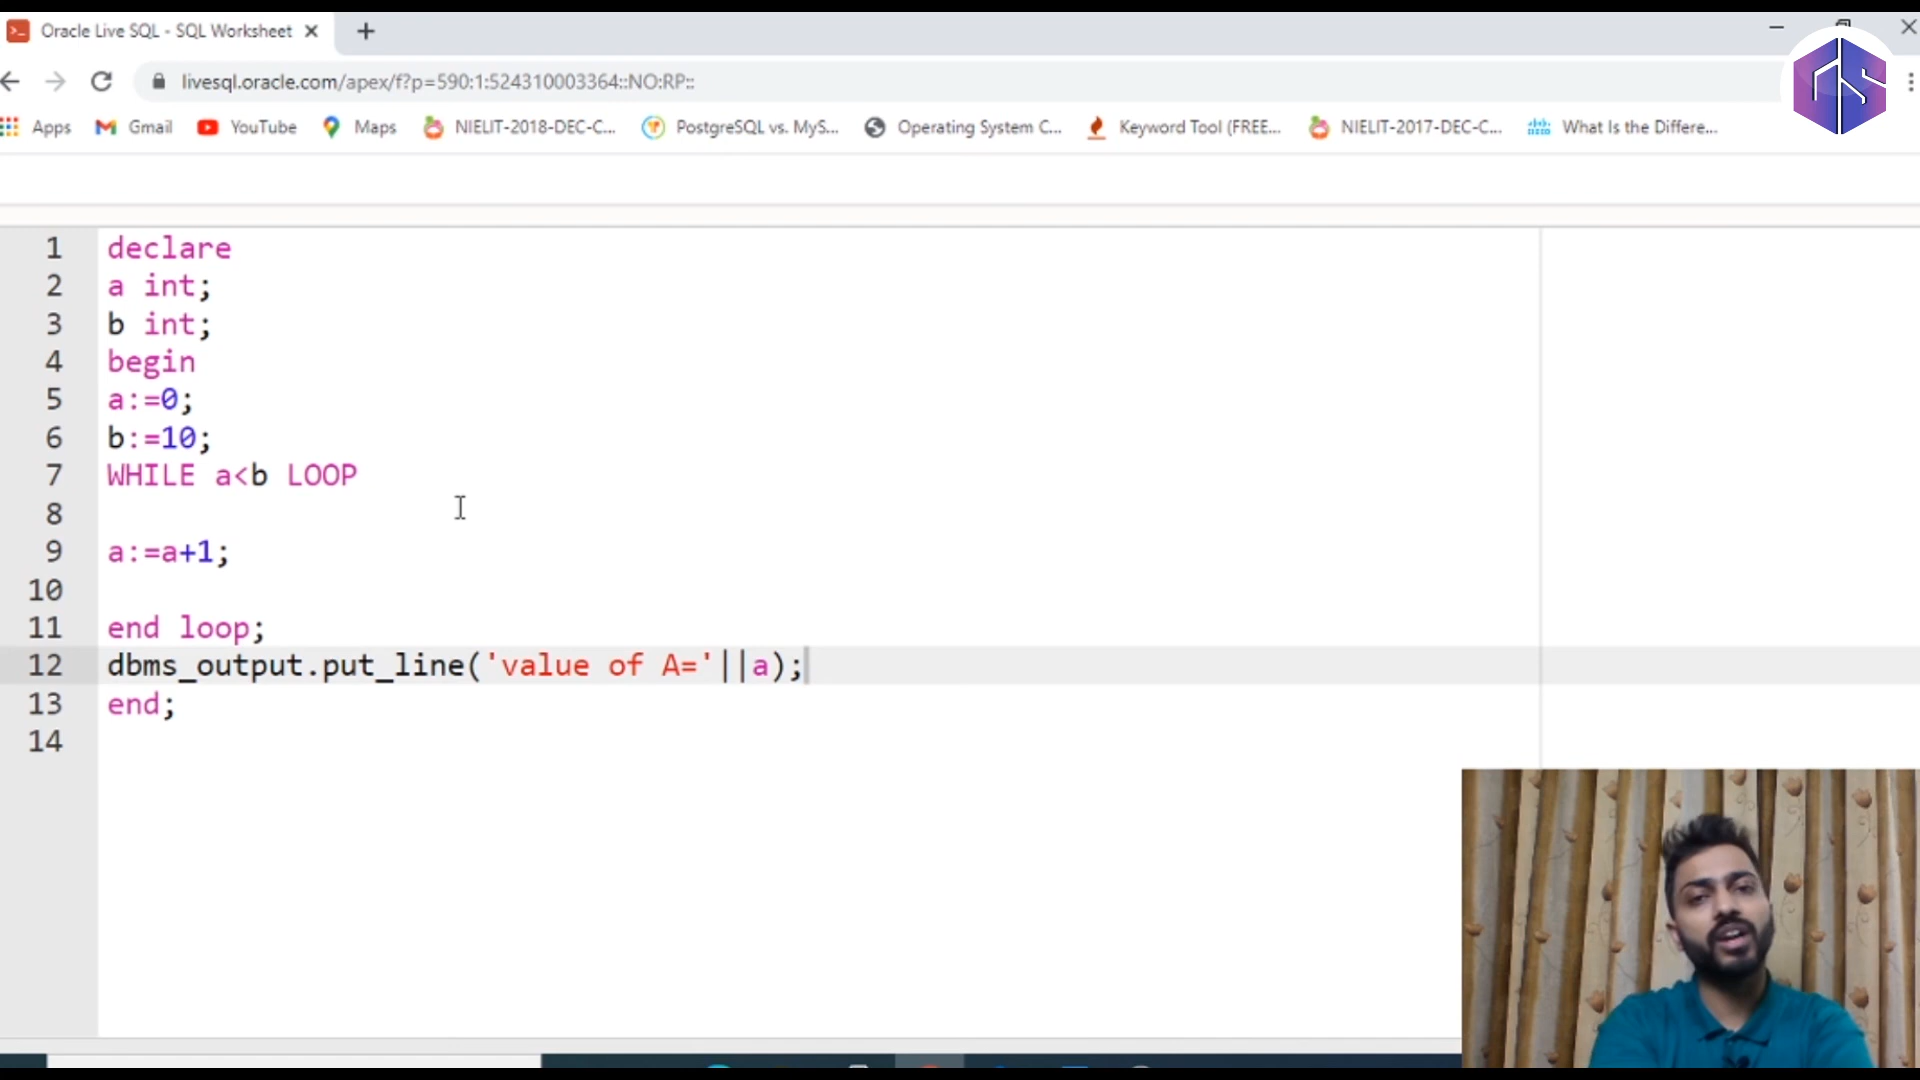 Oracle Live SQL - SQL Worksheet
livesql.oracle.com/apex/f?p=590:1:524310003364::NO:RP::
Apps Gmail YouTube Maps NIELIT-2018-DEC-C... PostgreSQL vs. MyS... Operating System C... Keyword Tool (FREE... NIELIT-2017-DEC-C... What Is the Differe...
1 declare
2 a int;
3 b int;
4 begin
5 a:=0;
6 b:=10;
7 WHILE a<b LOOP
8
9 a:=a+1;
10
11 end loop;
12 dbms_output.put_line('value of A='||a);
13 end;
14